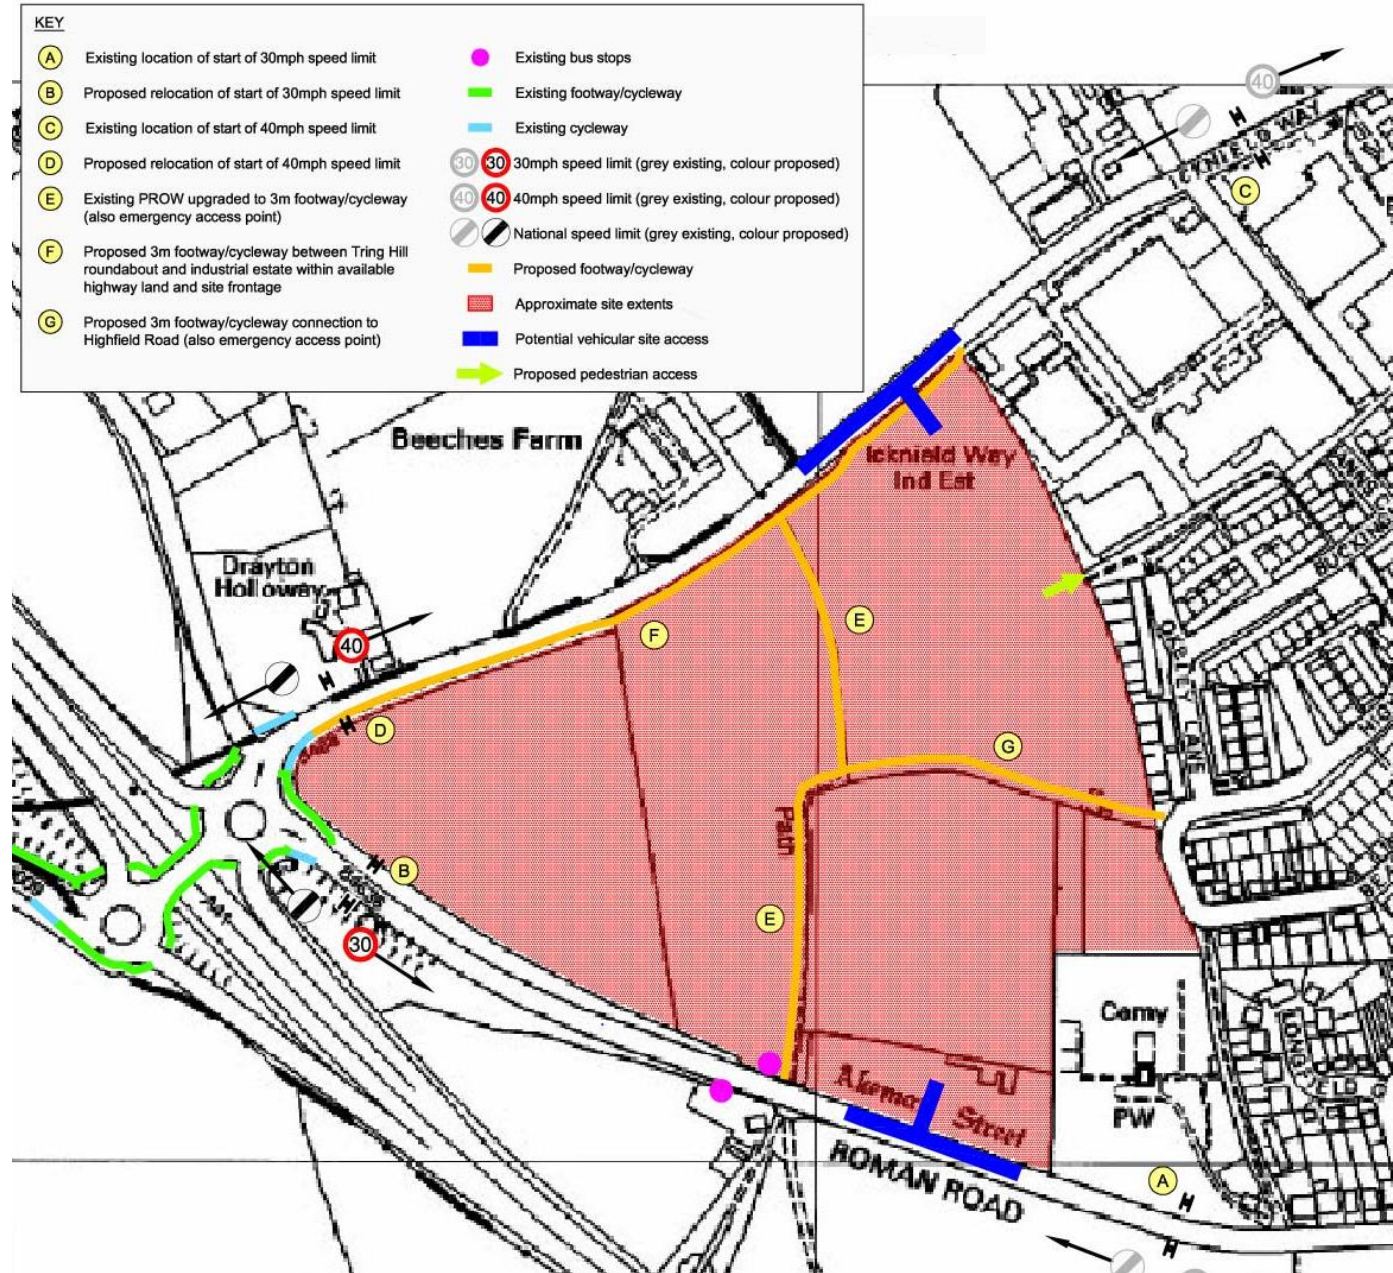 KEY
A Existing location of start of 30mph speed limit
B Proposed relocation of start of 30mph speed limit
C Existing location of start of 40mph speed limit
D Proposed relocation of start of 40mph speed limit
E Existing PROW upgraded to 3m footway/cycleway
(also emergency access point)
F Proposed 3m footway/cycleway between Tring Hill
roundabout and industrial estate within available
highway land and site frontage
G Proposed 3m footway/cycleway connection to
Highfield Road (also emergency access point)
Existing bus stops
Existing footway/cycleway
Existing cycleway
30 30 30mph speed limit (grey existing, colour proposed)
40 40 40mph speed limit (grey existing, colour proposed)
National speed limit (grey existing, colour proposed)
Proposed footway/cycleway
Approximate site extents
Potential vehicular site access
Proposed pedestrian access
40
C
Beeches Farm
Icknield Way
Ind Est
Drayton
Holloway
40
E
F
D
G
Path
B
E
30
Cemy
PW
Street
ROMAN ROAD
A